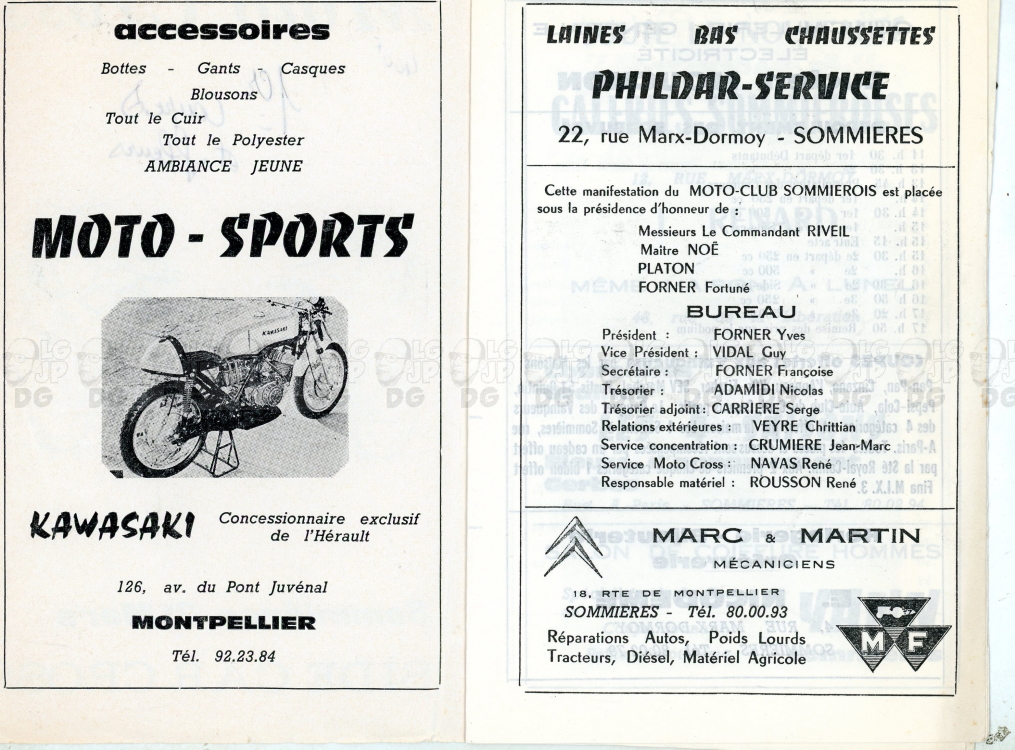 accessoires
Bottes - Gants - Casques
Blousons
Tout le Cuir
Tout le Polyester
AMBIANCE JEUNE
MOTO - SPORTS
KAWASAKI
KAWASAKI
Concessionnaire exclusif
de l'Hérault
126, av. du Pont Juvénal
MONTPELLIER
Tél. 92.23.84
LAINES BAS CHAUSSETTES
PHILDAR-SERVICE
22, rue Marx-Dormoy - SOMMIERES
Cette manifestation du MOTO-CLUB SOMMIEROIS est placée
sous la présidence d'honneur de :
Messieurs Le Commandant RIVEIL
Maitre NOË
PLATON
FORNER Fortuné
BUREAU
Président : FORNER Yves
Vice Président : VIDAL Guy
Secrétaire : FORNER Françoise
Trésorier : ADAMIDI Nicolas
Trésorier adjoint : CARRIERE Serge
Relations extérieures : VEYRE Chrittian
Service concentration : CRUMIERE Jean-Marc
Service Moto Cross : NAVAS René
Responsable matériel : ROUSSON René
MARC & MARTIN
MÉCANICIENS
18, RTE DE MONTPELLIER
SOMMIERES - Tél. 80.00.93
Réparations Autos, Poids Lourds
Tracteurs, Diésel, Matériel Agricole
M F